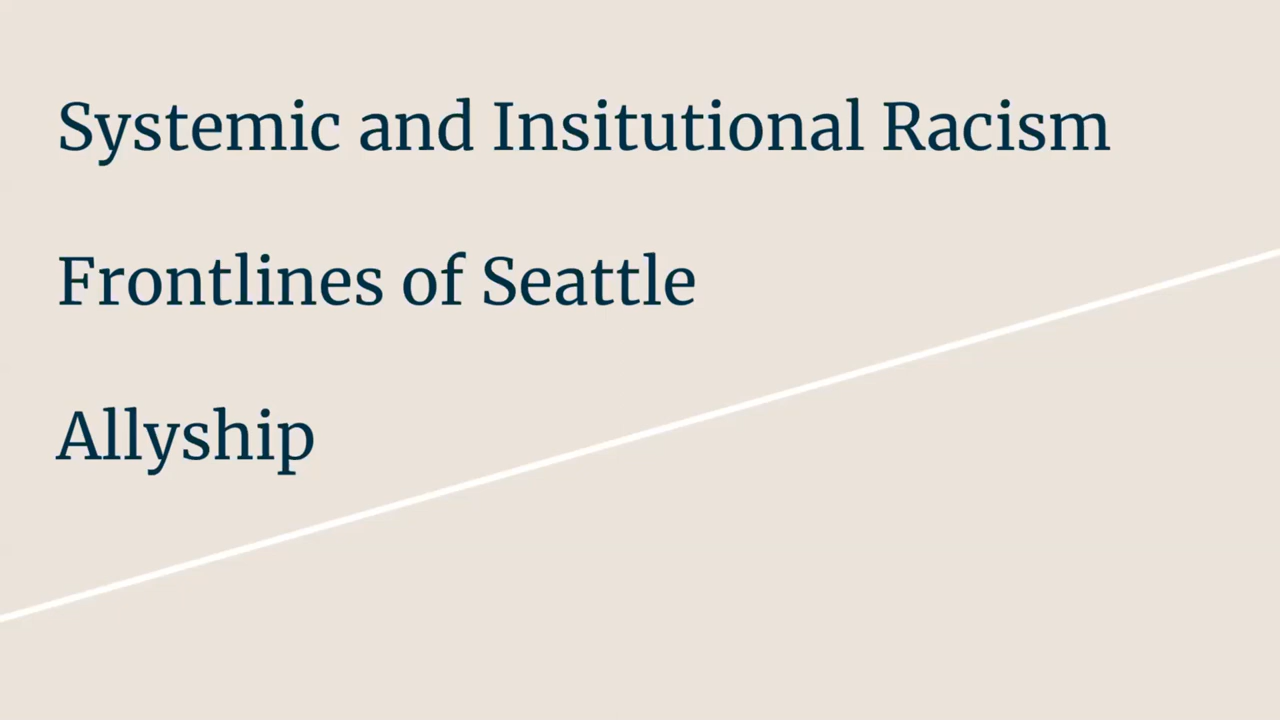 Systemic and Insitutional Racism
Frontlines of Seattle
Allyship